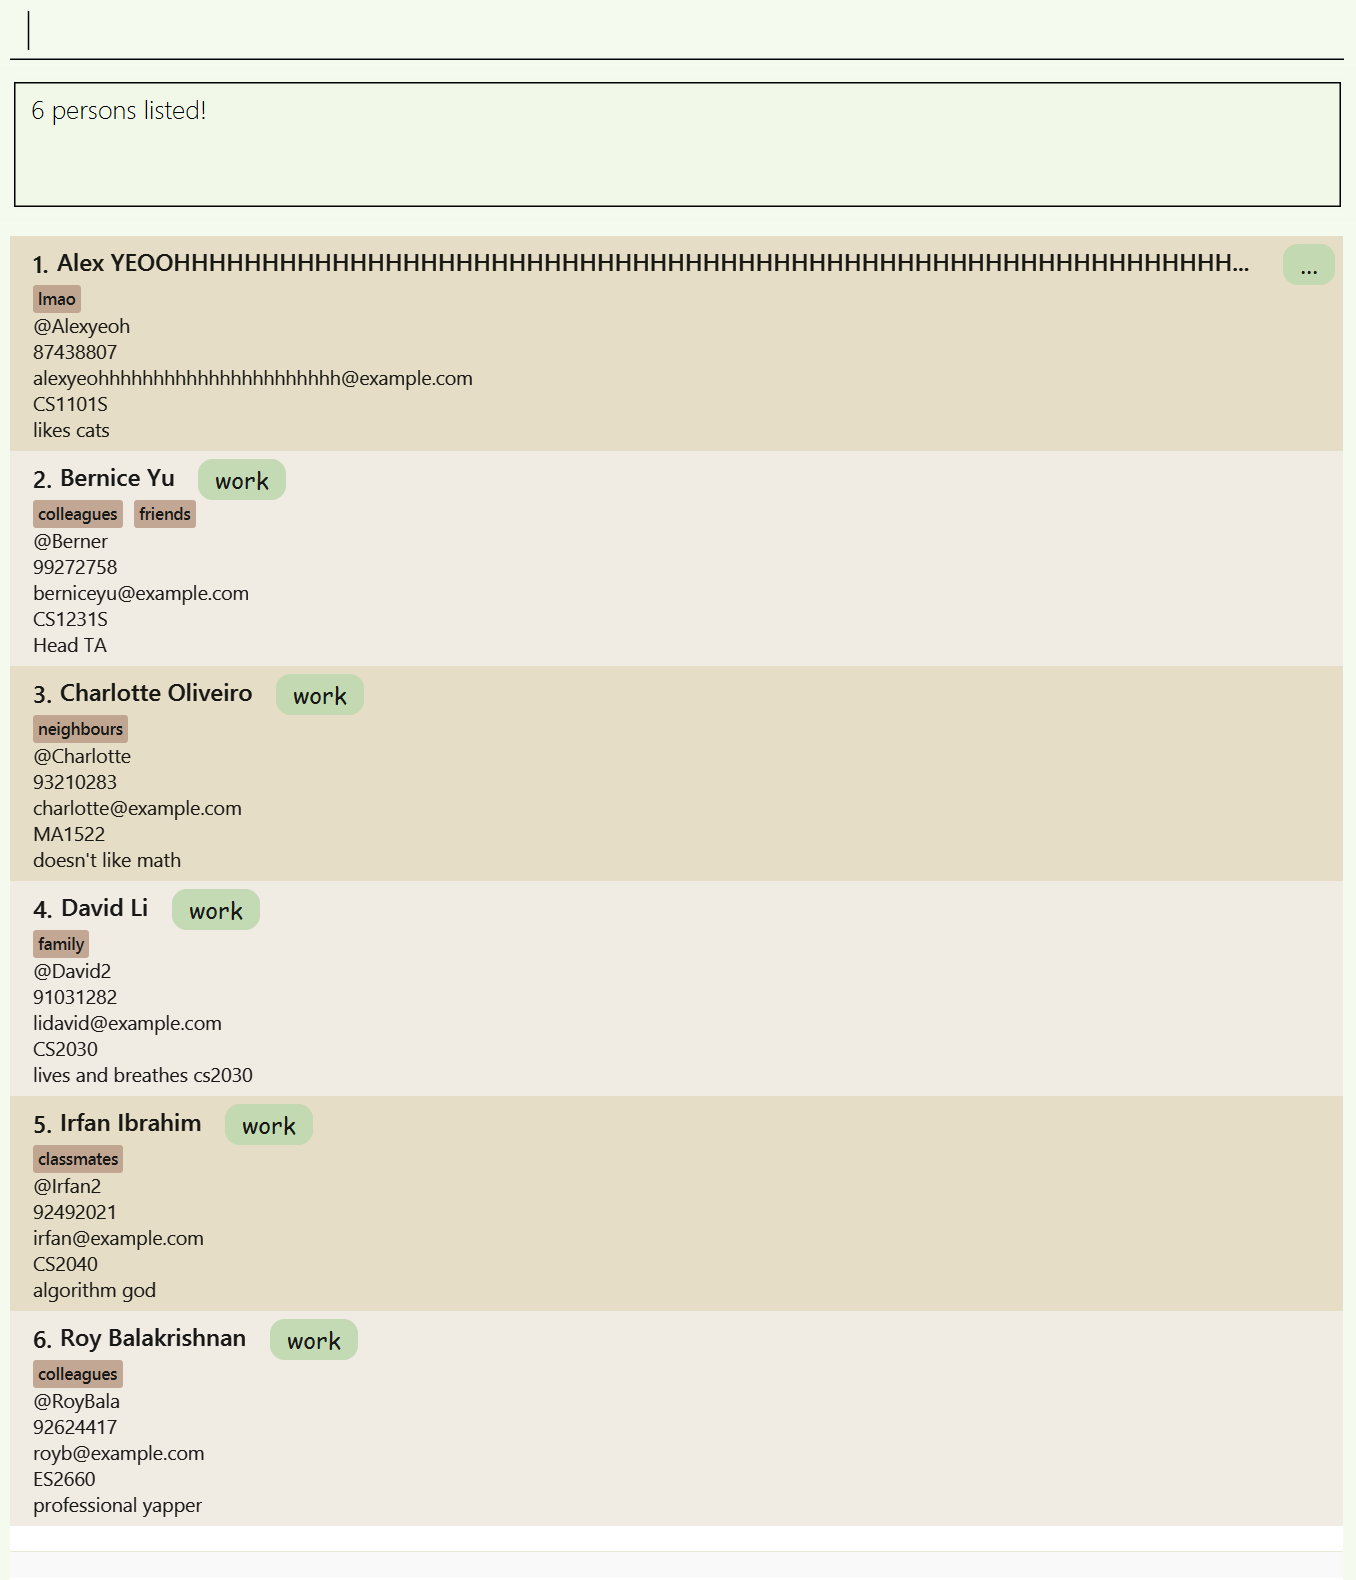 6 persons listed!
1. Alex YEOOHHHHHHHHHHHHHHHHHHHHHHHHHHHHHHHHHHHHHHHHHHHHHHHHHHHHHHHHHHHH... ...
lmao
@Alexyeoh
87438807
alexyeohhhhhhhhhhhhhhhhhhhhhh@example.com
CS1101S
likes cats
2. Bernice Yu work
colleagues friends
@Berner
99272758
berniceyu@example.com
CS1231S
Head TA
3. Charlotte Oliveiro work
neighbours
@Charlotte
93210283
charlotte@example.com
MA1522
doesn't like math
4. David Li work
family
@David2
91031282
lidavid@example.com
CS2030
lives and breathes cs2030
5. Irfan Ibrahim work
classmates
@Irfan2
92492021
irfan@example.com
CS2040
algorithm god
6. Roy Balakrishnan work
colleagues
@RoyBala
92624417
royb@example.com
ES2660
professional yapper